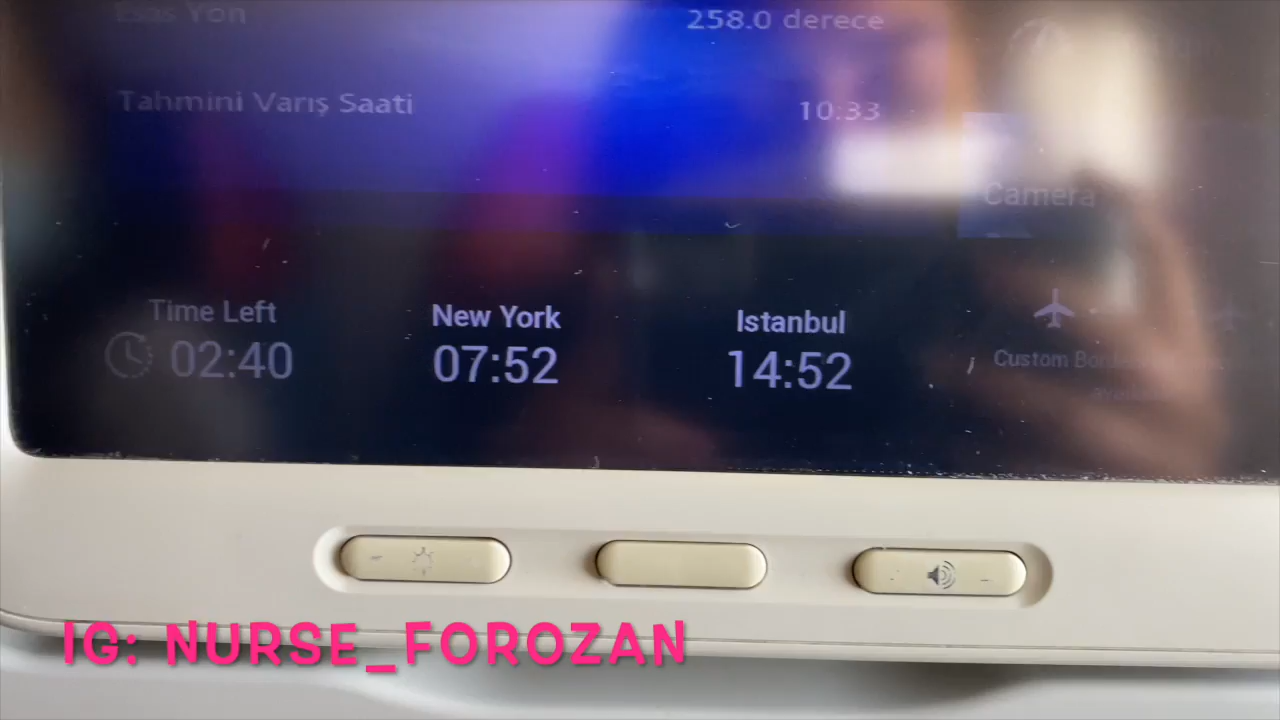 Esas Yön
258.0 derece
Tahmini Varış Saati
10:33
Camera
Time Left
02:40
New York
07:52
Istanbul
14:52
Custom
IG: NURSE_FOROZAN